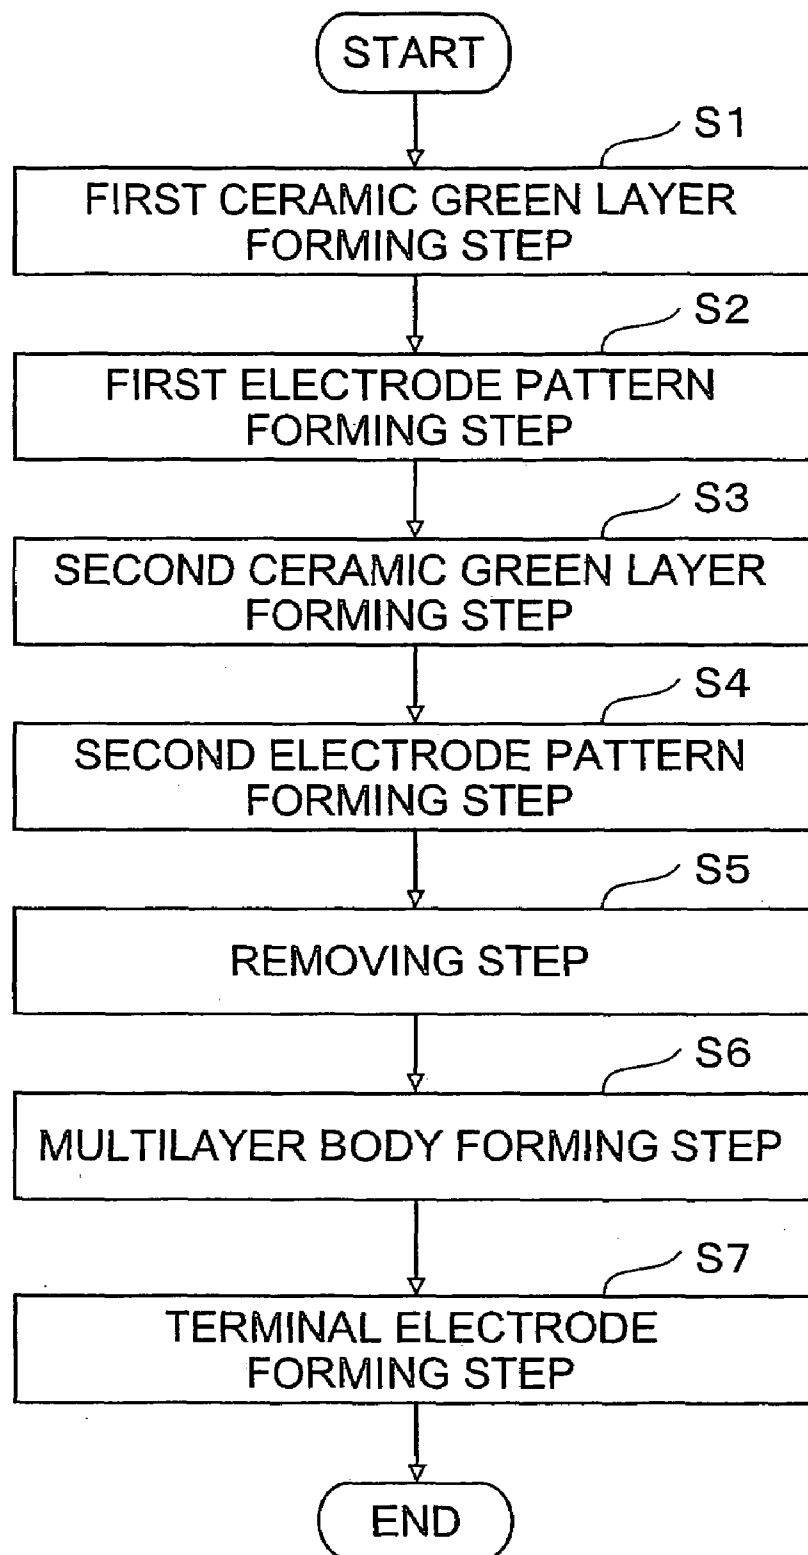 START
S1
FIRST CERAMIC GREEN LAYER
FORMING STEP
S2
FIRST ELECTRODE PATTERN
FORMING STEP
S3
SECOND CERAMIC GREEN LAYER
FORMING STEP
S4
SECOND ELECTRODE PATTERN
FORMING STEP
S5
REMOVING STEP
S6
MULTILAYER BODY FORMING STEP
S7
TERMINAL ELECTRODE
FORMING STEP
END